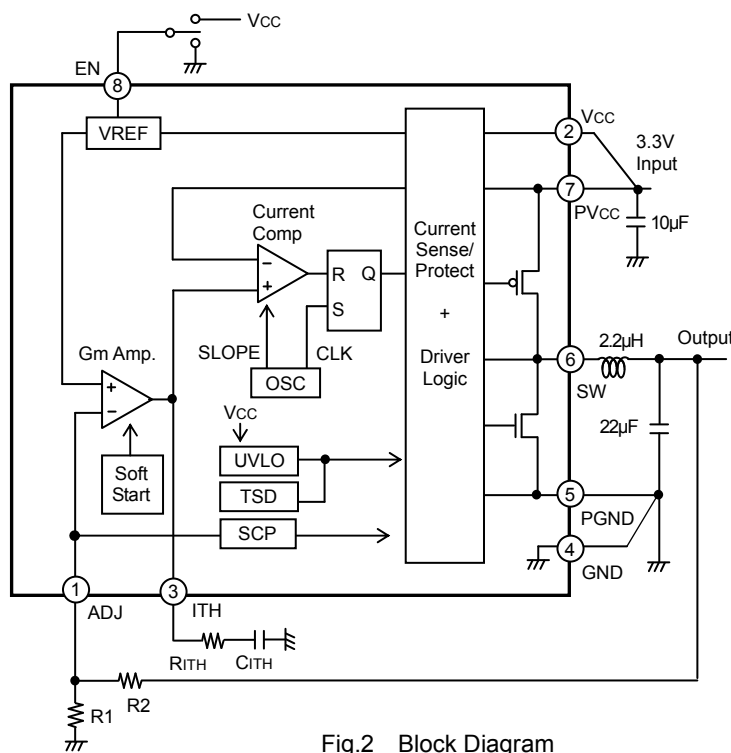 VCC
EN
8
VREF
VCC
2
3.3V
Input
7
PVCC
10µF
Current
Comp
Current
Sense/
Protect
+
Driver
Logic
−
+
R
Q
S
SLOPE
CLK
OSC
Gm Amp.
+
−
2.2µH
Output
6
SW
22µF
VCC
UVLO
Soft
Start
TSD
SCP
5
PGND
4
GND
1
ADJ
3
ITH
RITH
CITH
R2
R1
Fig.2 Block Diagram